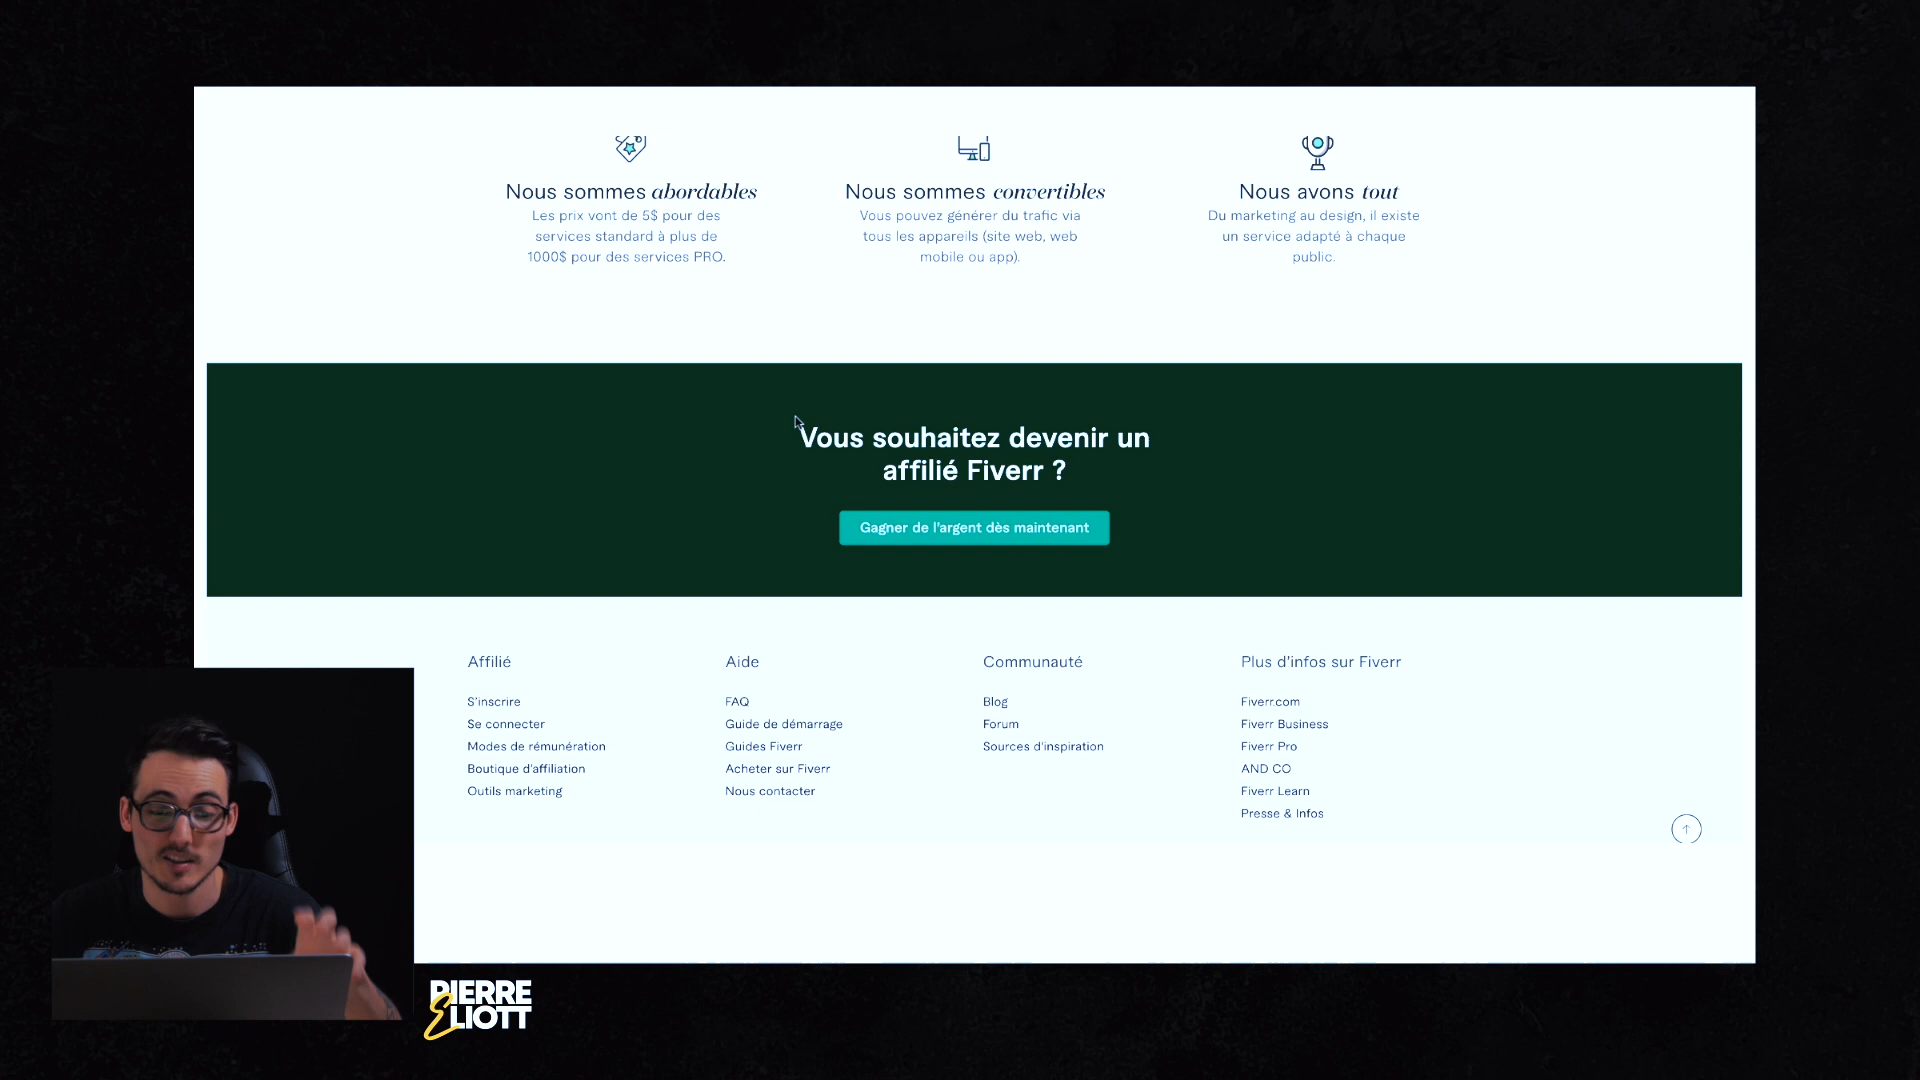 Nous sommes abordables
Les prix vont de 5$ pour des
services standard à plus de
1000$ pour des services PRO.
Nous sommes convertibles
Vous pouvez générer du trafic via
tous les appareils (site web, web
mobile ou app).
Nous avons tout
Du marketing au design, il existe
un service adapté à chaque
public.
Vous souhaitez devenir un
affilié Fiverr ?
Gagner de l'argent dès maintenant
Affilié
S'inscrire
Se connecter
Modes de rémunération
Boutique d'affiliation
Outils marketing
Aide
FAQ
Guide de démarrage
Guides Fiverr
Acheter sur Fiverr
Nous contacter
Communauté
Blog
Forum
Sources d'inspiration
Plus d'infos sur Fiverr
Fiverr.com
Fiverr Business
Fiverr Pro
AND CO
Fiverr Learn
Presse & Infos
PIERRE
ELIOTT